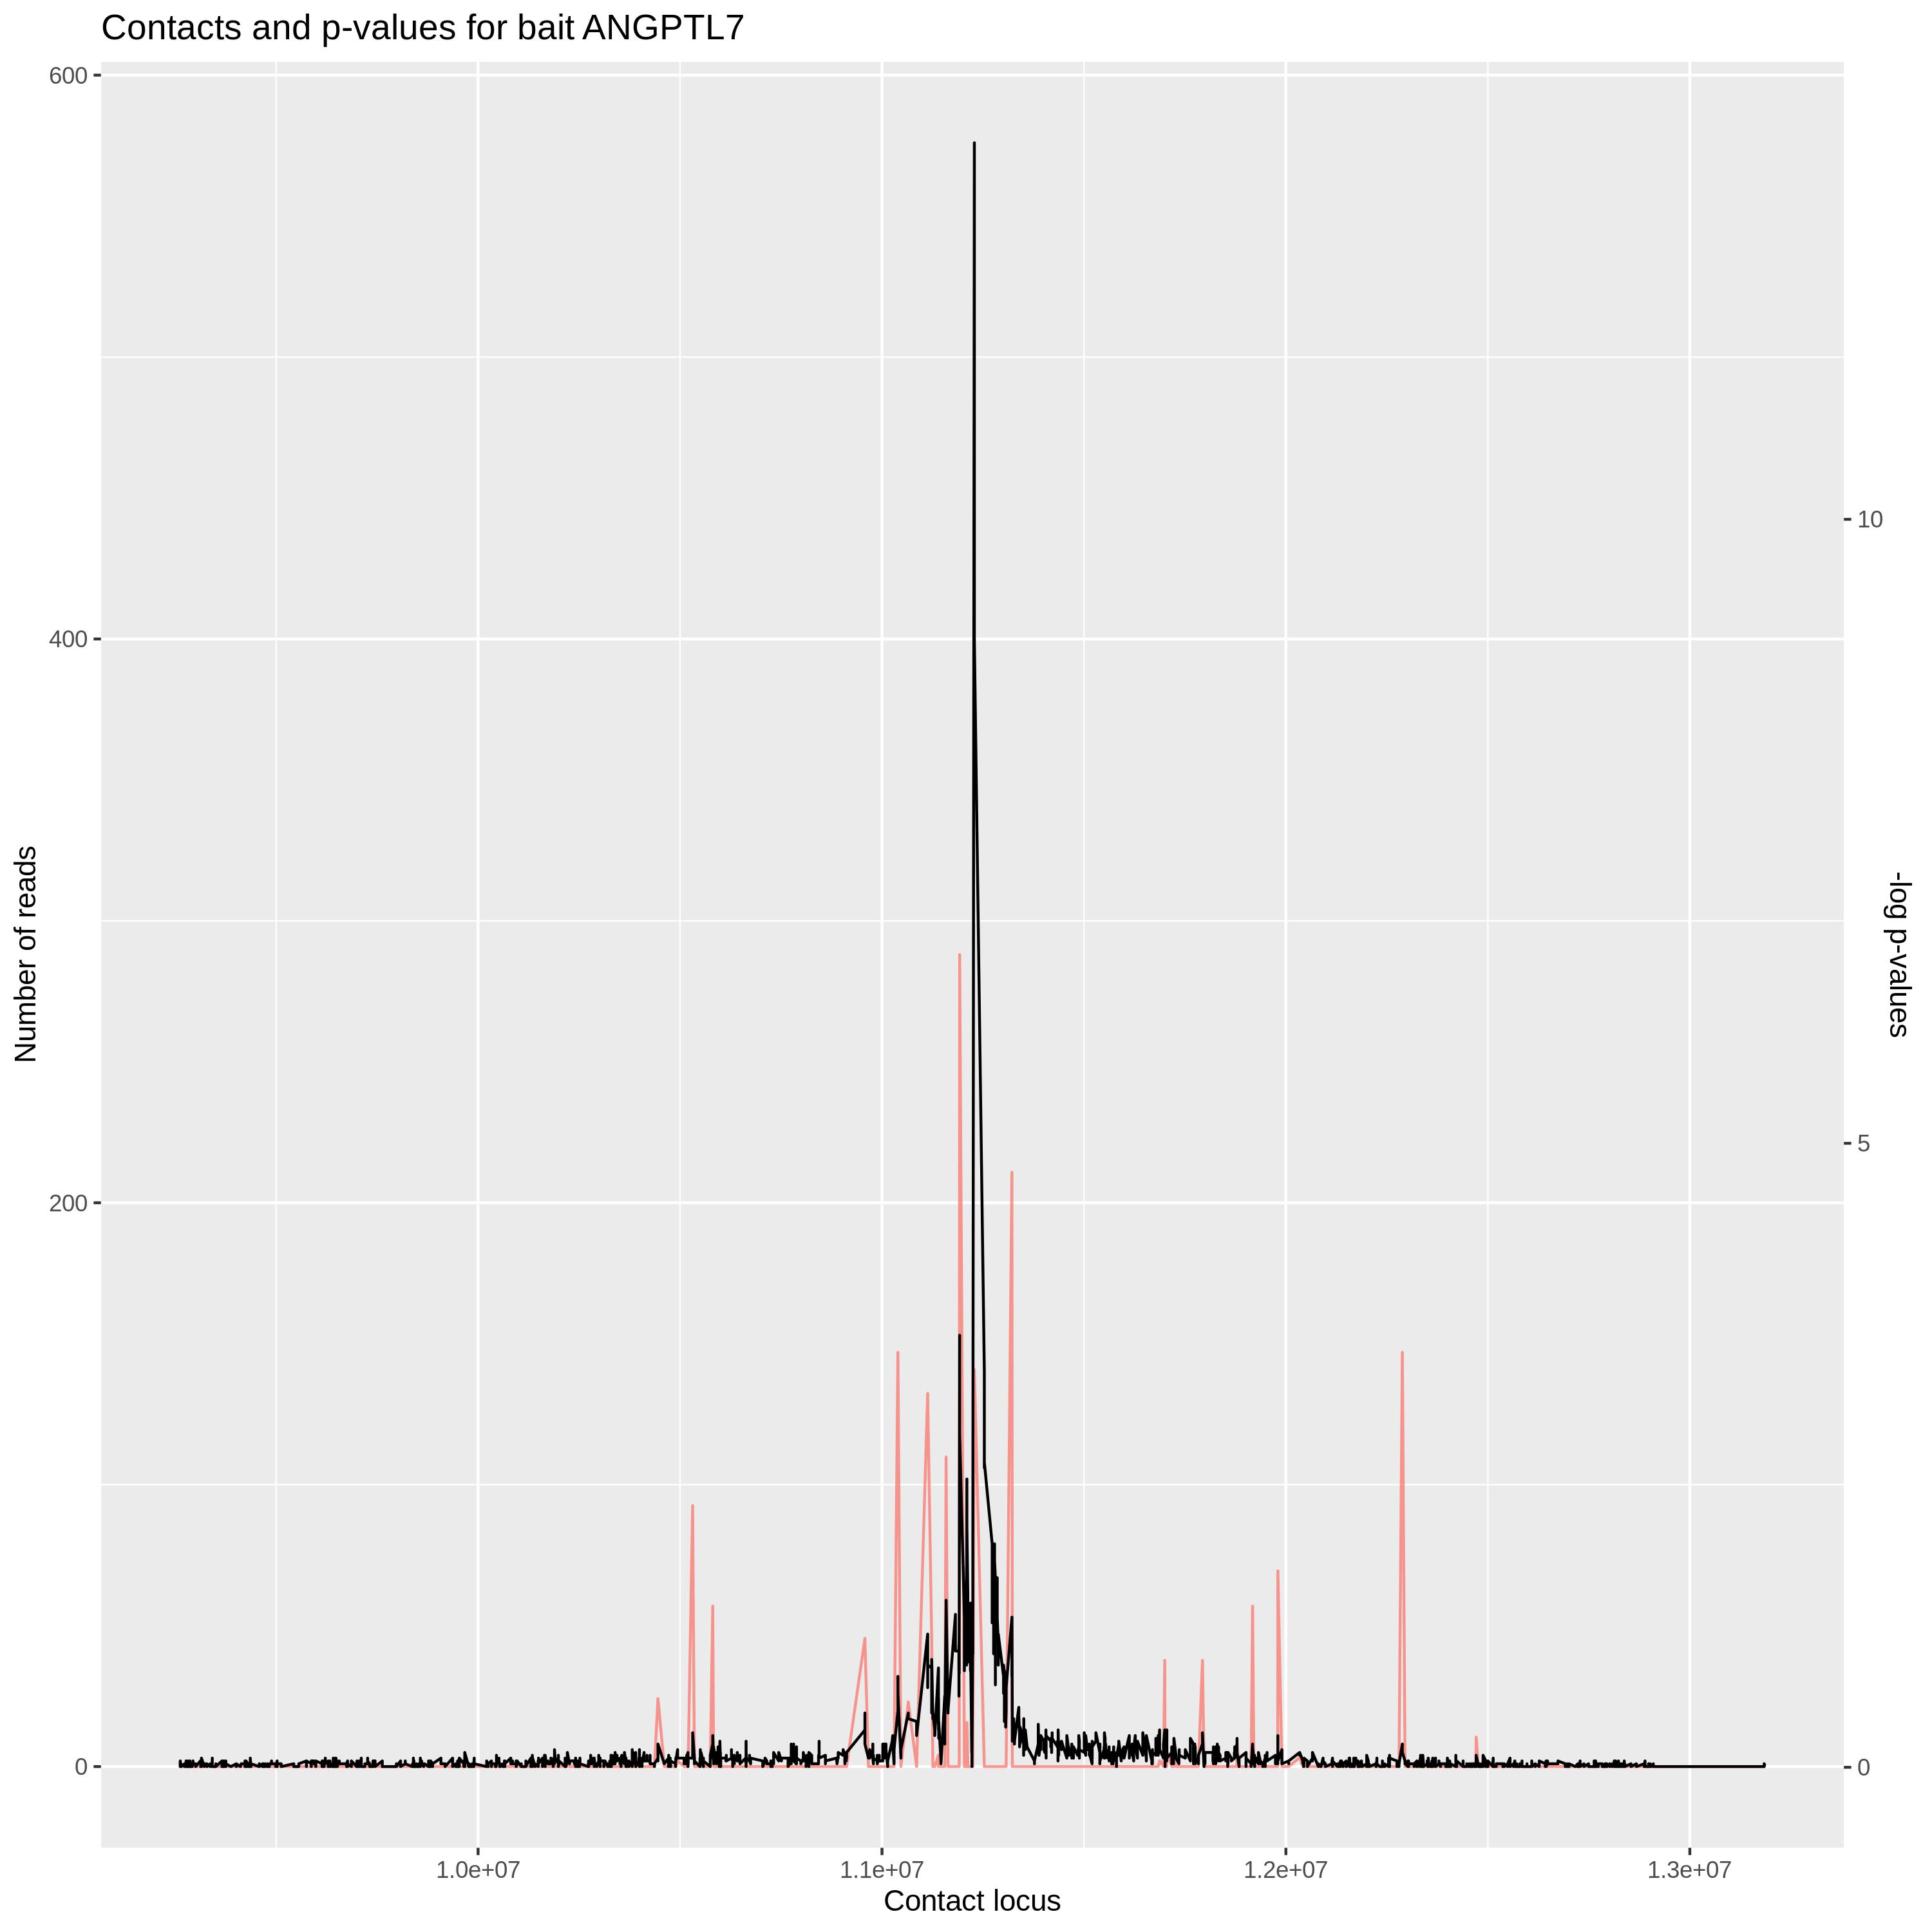 Contacts and p-values for bait ANGPTL7
600
400
200
0
Number of reads
10
5
0
-log p-values
1.0e+07 1.1e+07 1.2e+07 1.3e+07
Contact locus